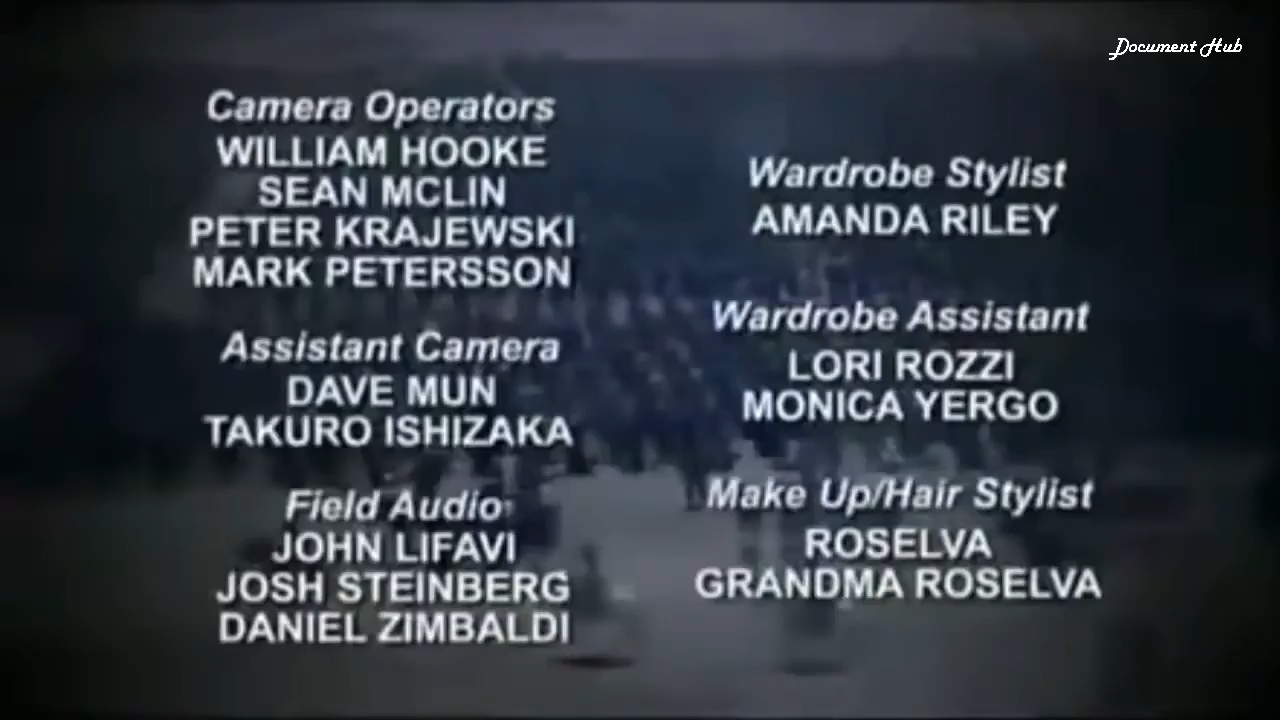 Document Hub
Camera Operators
WILLIAM HOOKE
SEAN MCLIN
PETER KRAJEWSKI
MARK PETERSSON
Assistant Camera
DAVE MUN
TAKURO ISHIZAKA
Field Audio
JOHN LIFAVI
JOSH STEINBERG
DANIEL ZIMBALDI
Wardrobe Stylist
AMANDA RILEY
Wardrobe Assistant
LORI ROZZI
MONICA YERGO
Make Up/Hair Stylist
ROSELVA
GRANDMA ROSELVA